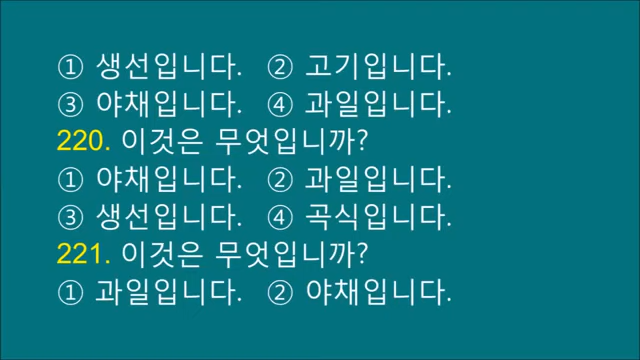 ① 생선입니다. ② 고기입니다.
③ 야채입니다. ④ 과일입니다.
220. 이것은 무엇입니까?
① 야채입니다. ② 과일입니다.
③ 생선입니다. ④ 곡식입니다.
221. 이것은 무엇입니까?
① 과일입니다. ② 야채입니다.